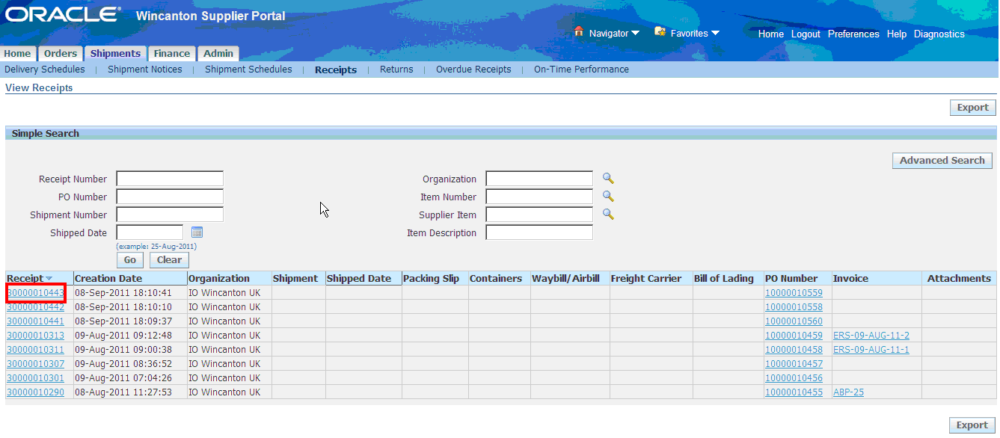 ORACLE® Wincanton Supplier Portal
Navigator Favorites Home Logout Preferences Help Diagnostics
Home Orders Shipments Finance Admin
Delivery Schedules | Shipment Notices | Shipment Schedules | Receipts | Returns | Overdue Receipts | On-Time Performance
View Receipts
Export
Simple Search
Advanced Search
Receipt Number Organization
PO Number Item Number
Shipment Number Supplier Item
Shipped Date Item Description
(example: 25-Aug-2011)
Go Clear
Receipt Creation Date Organization Shipment Shipped Date Packing Slip Containers Waybill/Airbill Freight Carrier Bill of Lading PO Number Invoice Attachments
30000010443 08-Sep-2011 18:10:41 IO Wincanton UK 10000010559
30000010442 08-Sep-2011 18:10:10 IO Wincanton UK 10000010558
30000010441 08-Sep-2011 18:09:37 IO Wincanton UK 10000010560
30000010313 09-Aug-2011 09:12:48 IO Wincanton UK 10000010459 ERS-09-AUG-11-2
30000010311 09-Aug-2011 09:00:38 IO Wincanton UK 10000010458 ERS-09-AUG-11-1
30000010307 09-Aug-2011 08:36:52 IO Wincanton UK 10000010457
30000010301 09-Aug-2011 07:04:26 IO Wincanton UK 10000010456
30000010290 08-Aug-2011 11:27:53 IO Wincanton UK 10000010455 ABP-25
Export